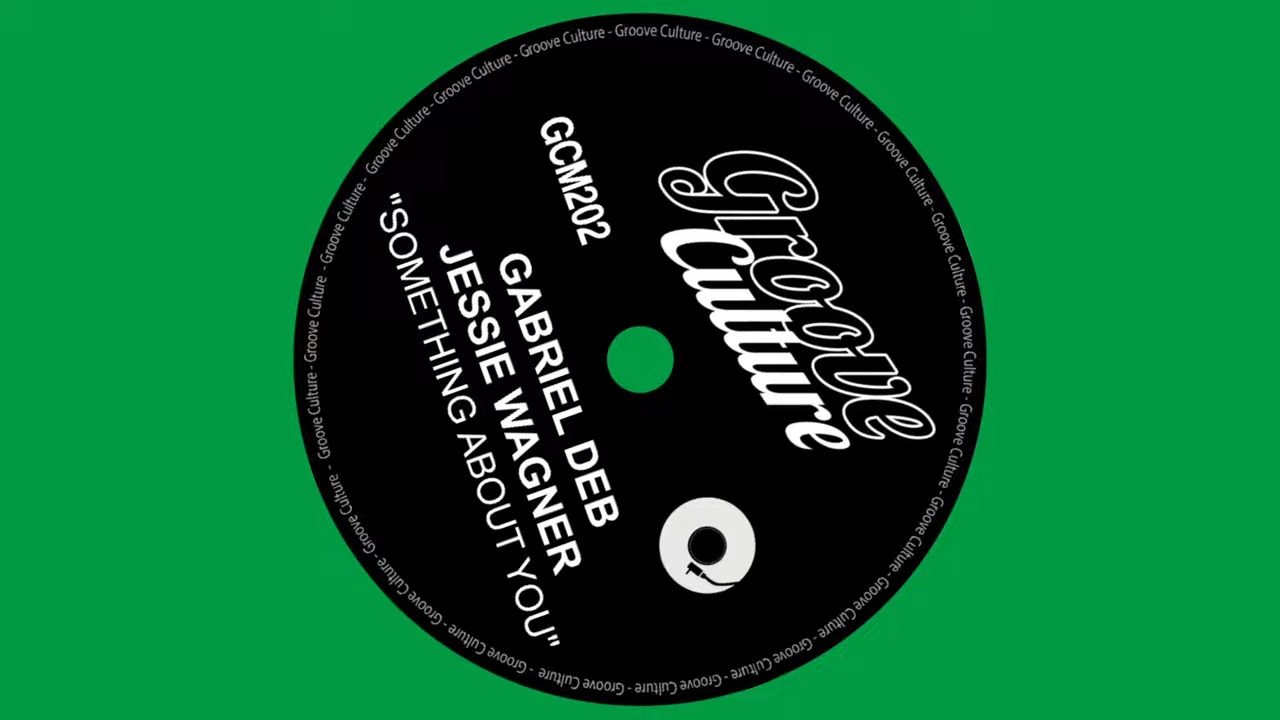 Groove Culture - Groove Culture - Groove Culture - Groove Culture - Groove Culture - Groove Culture - Groove Culture - Groove Culture - Groove Culture - Groove Culture - Groove Culture - Groove Culture - Groove Culture - Groove Culture - Groove Culture - Groove Culture - Groove Culture - Groove Culture - Groove Culture - Groove Culture - Groove Culture -
Groove
Culture
GCM202
GABRIEL DEB
JESSIE WAGNER
"SOMETHING ABOUT YOU"